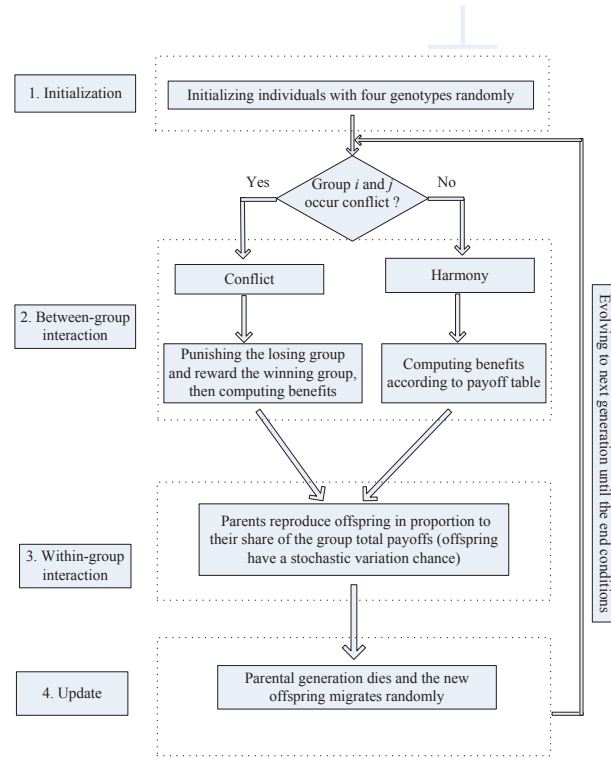 1. Initialization
Initializing individuals with four genotypes randomly
Group i and j
occur conflict ?
Yes
No
2. Between-group
interaction
Conflict
Harmony
Punishing the losing group
and reward the winning group,
then computing benefits
Computing benefits
according to payoff table
3. Within-group
interaction
Parents reproduce offspring in proportion to
their share of the group total payoffs (offspring
have a stochastic variation chance)
4. Update
Parental generation dies and the new
offspring migrates randomly
Evolving to next generation until the end conditions